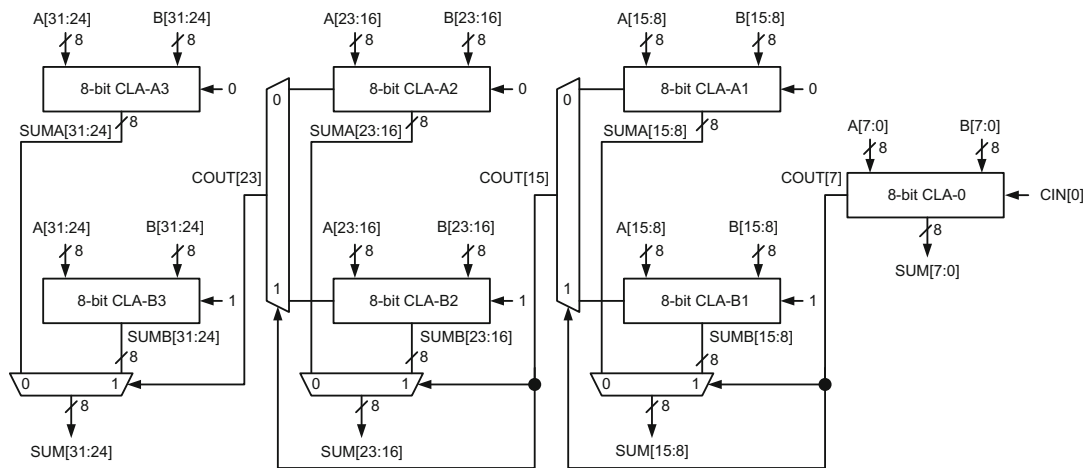 A[31:24] B[31:24] A[23:16] B[23:16] A[15:8] B[15:8]
8 8 8 8 8 8
8-bit CLA-A3 0 0 8-bit CLA-A2 0 0 8-bit CLA-A1 0
SUMA[31:24] 8 SUMA[23:16] 8 SUMA[15:8] 8
A[7:0] B[7:0]
8 8
COUT[23] COUT[15] COUT[7]
8-bit CLA-0 CIN[0]
A[31:24] B[31:24] A[23:16] B[23:16] A[15:8] B[15:8]
8 8 8 8 8 8
8
SUM[7:0]
8-bit CLA-B3 1 1 8-bit CLA-B2 1 1 8-bit CLA-B1 1
SUMB[31:24] SUMB[23:16] SUMB[15:8]
8 8 8
0 1 0 1 0 1
8 8 8
SUM[31:24] SUM[23:16] SUM[15:8]